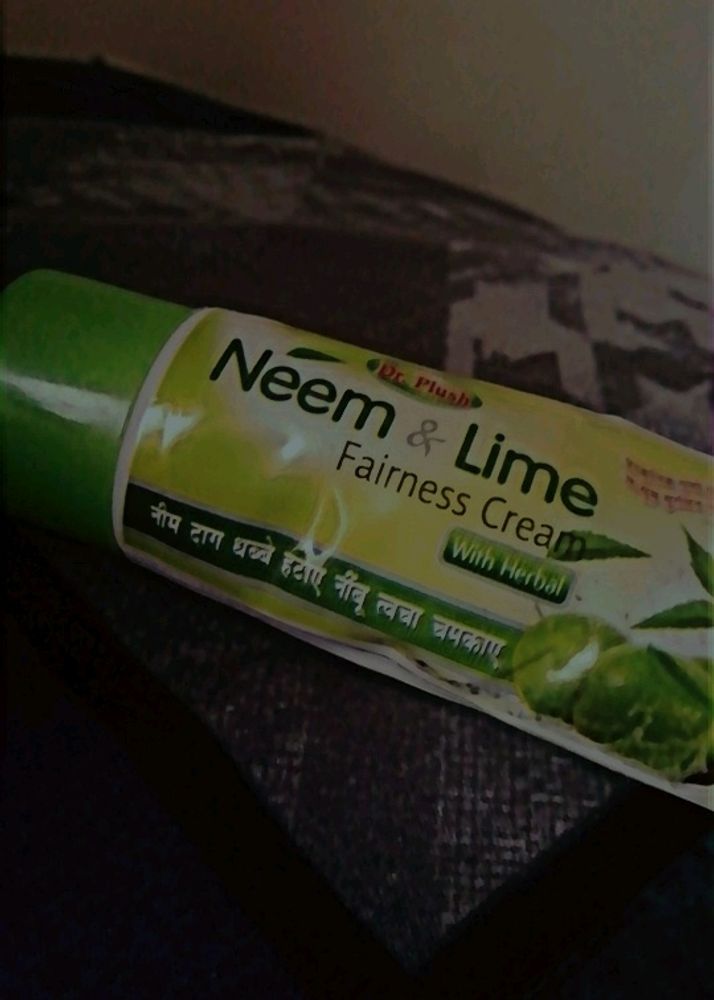 Dr. Plush
Neem & Lime
Fairness Cream
With Herbal
नीम दाग धब्बे हटाए नींबू त्वचा चमकाए